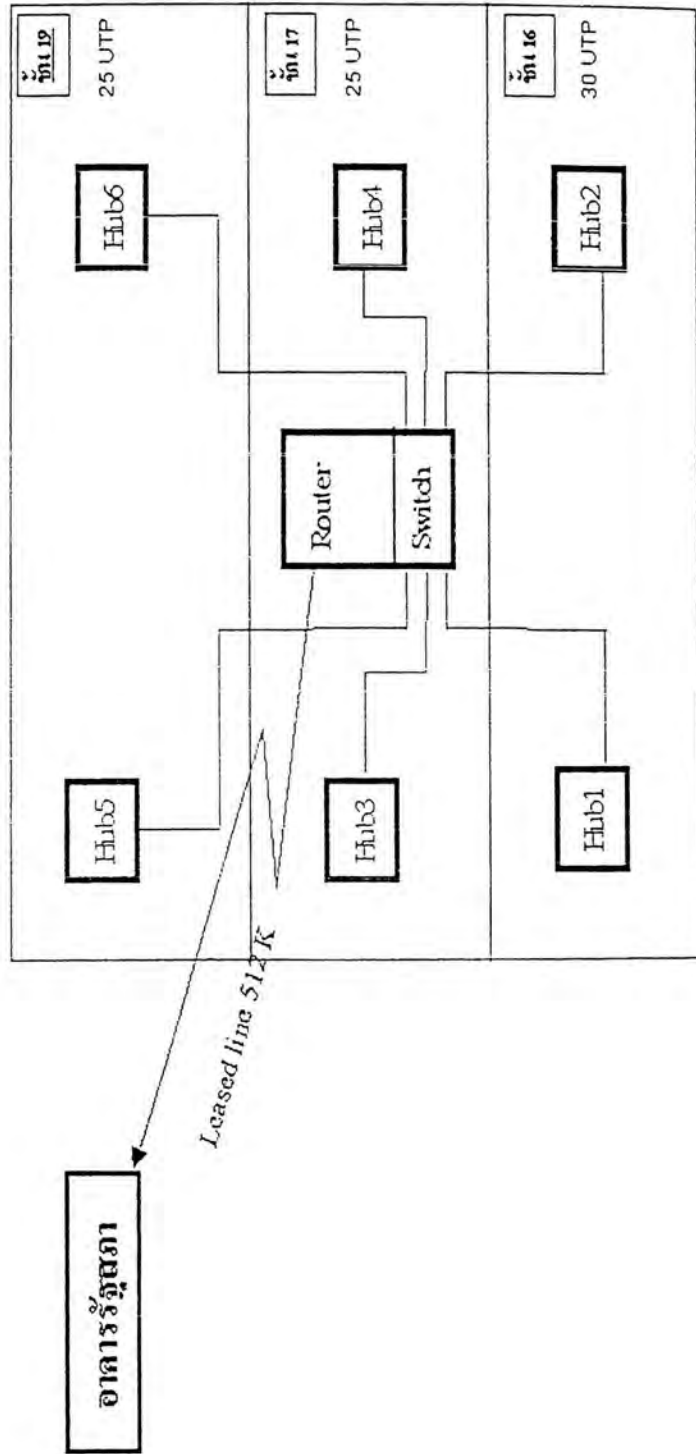 ชั้น 19
25 UTP
Hub5
Hub6
อาคารรัฐสภา
Leased line 512 K
ชั้น 17
25 UTP
Router
Switch
Hub3
Hub4
ชั้น 16
30 UTP
Hub1
Hub2